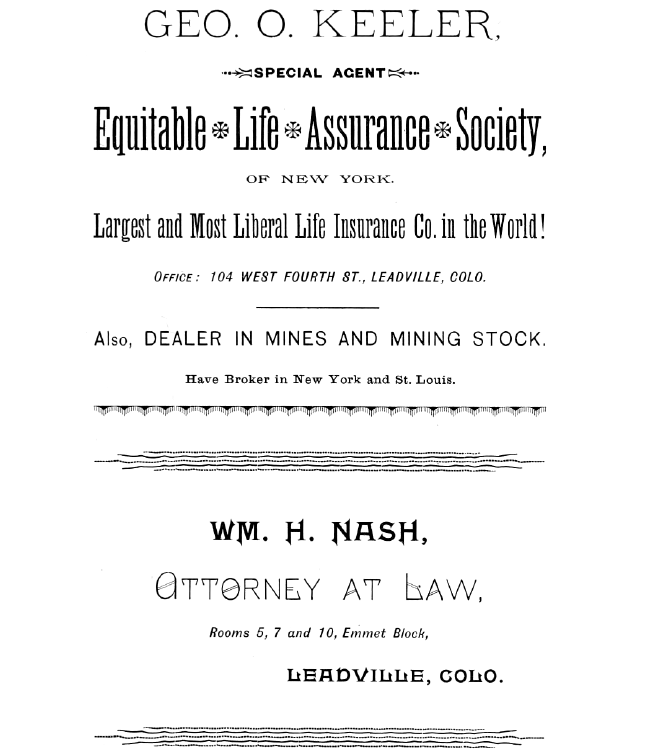 GEO. O. KEELER,
SPECIAL AGENT
Equitable Life Assurance Society,
OF NEW YORK.
Largest and Most Liberal Life Insurance Co. in the World!
OFFICE: 104 WEST FOURTH ST., LEADVILLE, COLO.
Also, DEALER IN MINES AND MINING STOCK.
Have Broker in New York and St. Louis.
WM. H. NASH,
ATTORNEY AT LAW,
Rooms 5, 7 and 10, Emmet Block,
LEADVILLE, COLO.